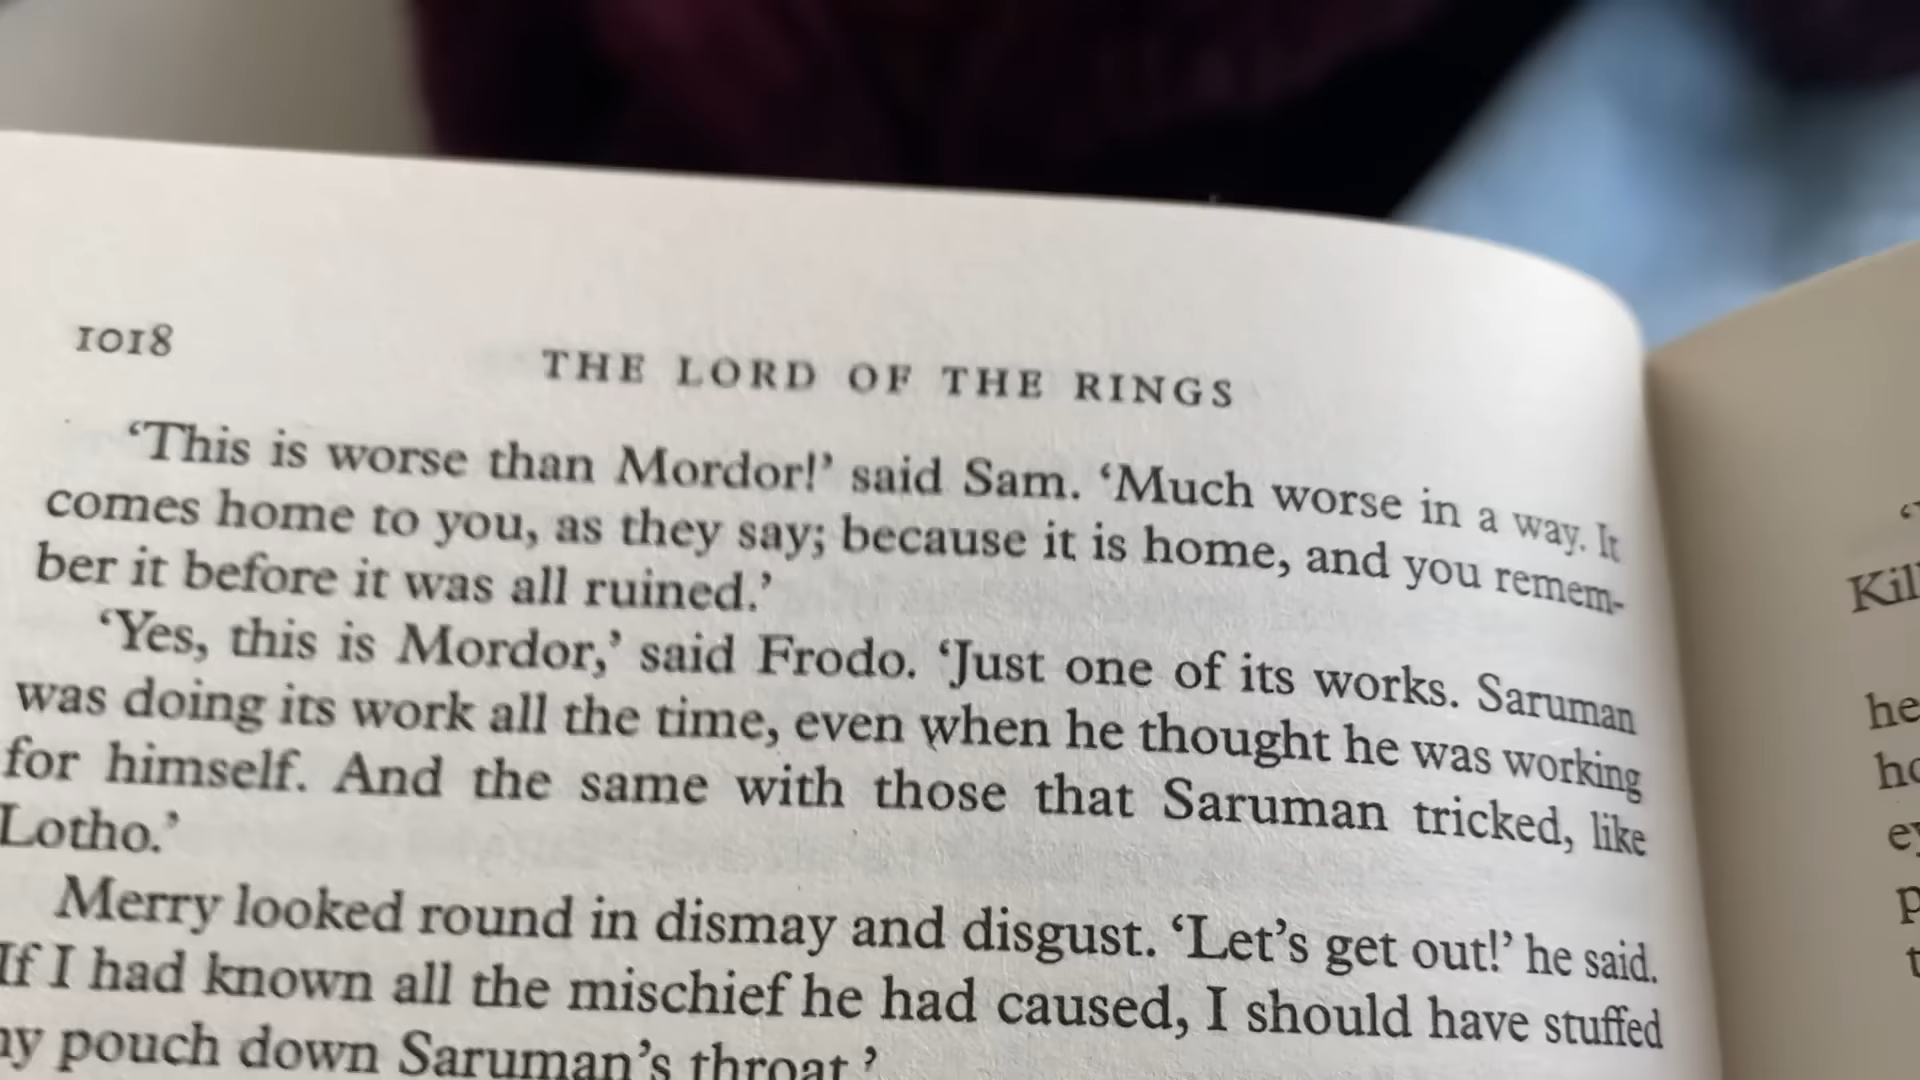 1018
THE LORD OF THE RINGS
‘This is worse than Mordor!’ said Sam. ‘Much worse in a way. It
comes home to you, as they say; because it is home, and you remem-
ber it before it was all ruined.’
‘Yes, this is Mordor,’ said Frodo. ‘Just one of its works. Saruman
was doing its work all the time, even when he thought he was working
for himself. And the same with those that Saruman tricked, like
Lotho.’
Merry looked round in dismay and disgust. ‘Let’s get out!’ he said.
If I had known all the mischief he had caused, I should have stuffed
pouch down Saruman’s throat.’
he